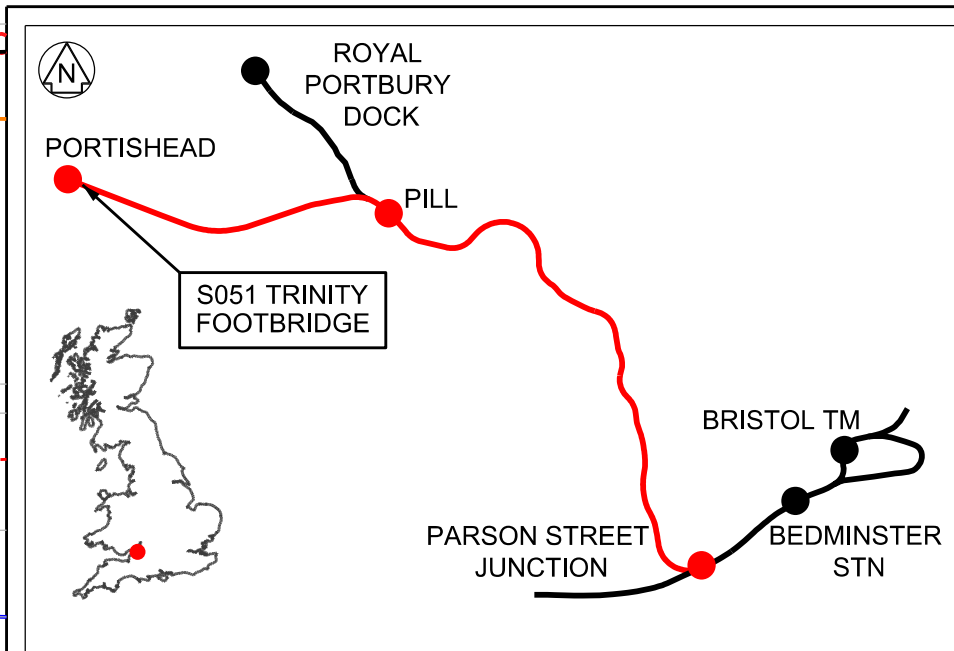 N
ROYAL
PORTBURY
DOCK
PORTISHEAD
PILL
S051 TRINITY
FOOTBRIDGE
BRISTOL TM
PARSON STREET
JUNCTION
BEDMINSTER
STN